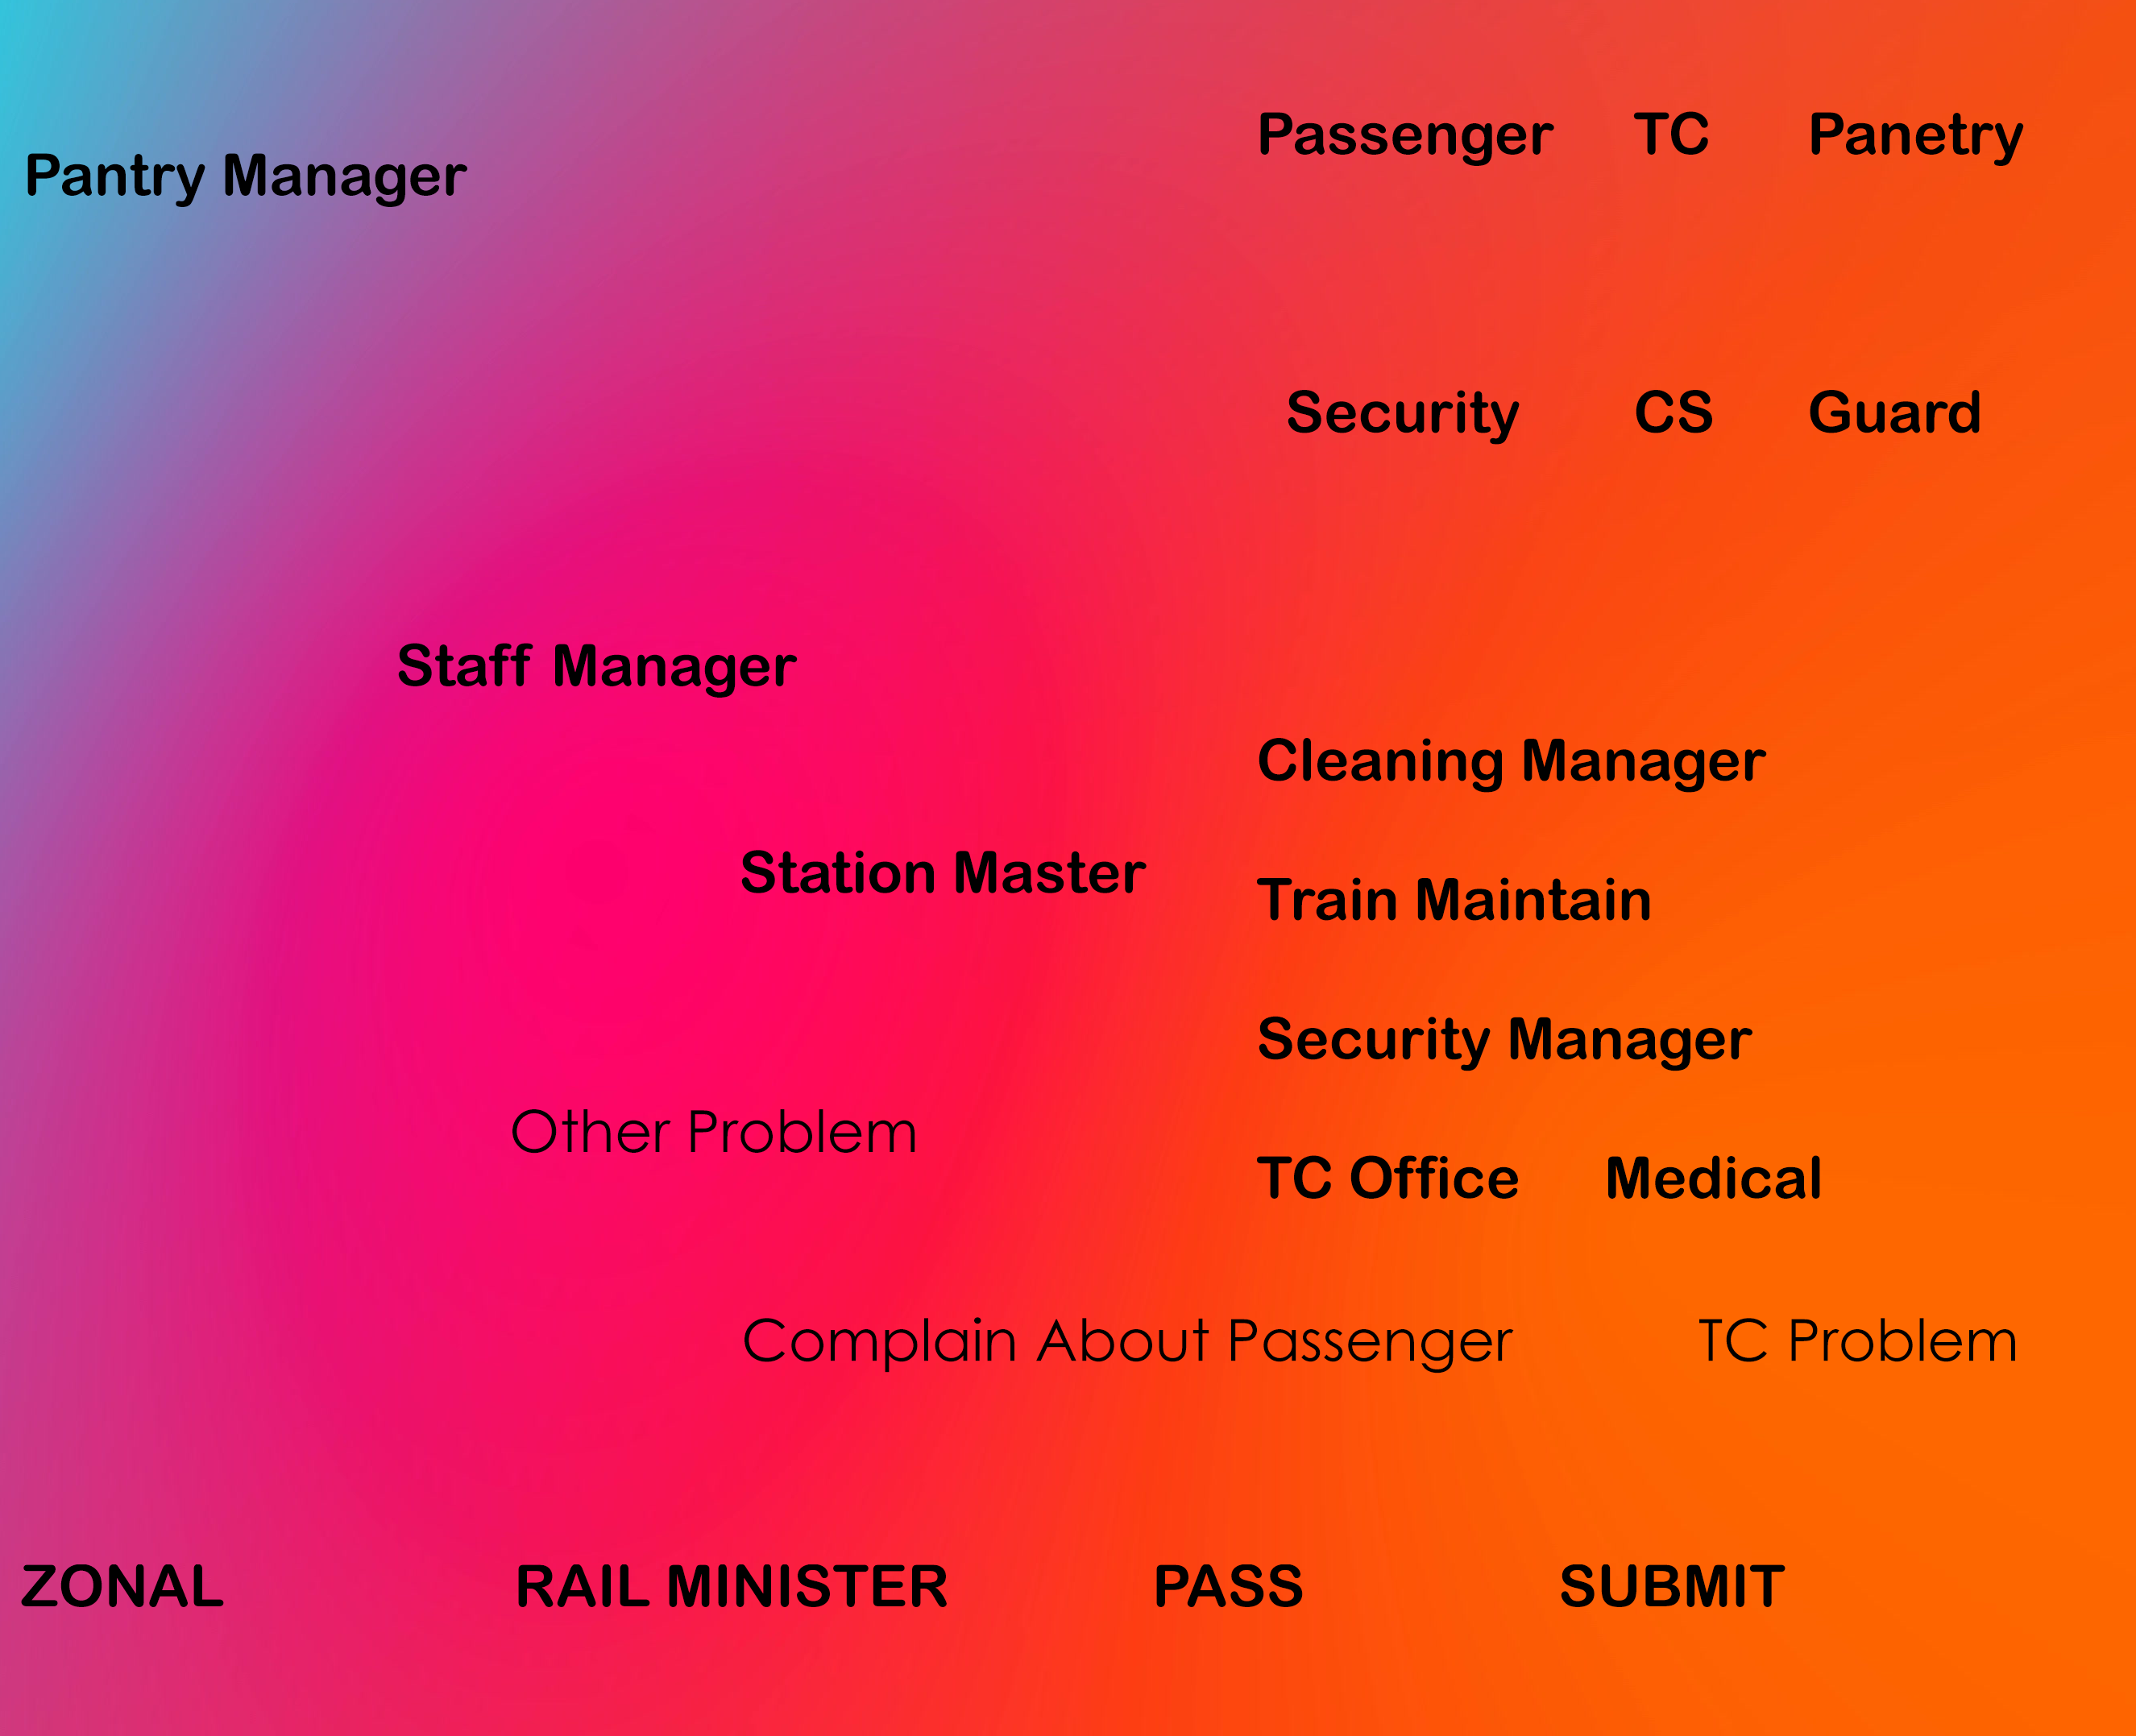 Passenger TC Panetry
Pantry Manager
Security CS Guard
Staff Manager
Cleaning Manager
Station Master
Train Maintain
Security Manager
Other Problem
TC Office Medical
Complain About Passenger TC Problem
ZONAL RAIL MINISTER PASS SUBMIT